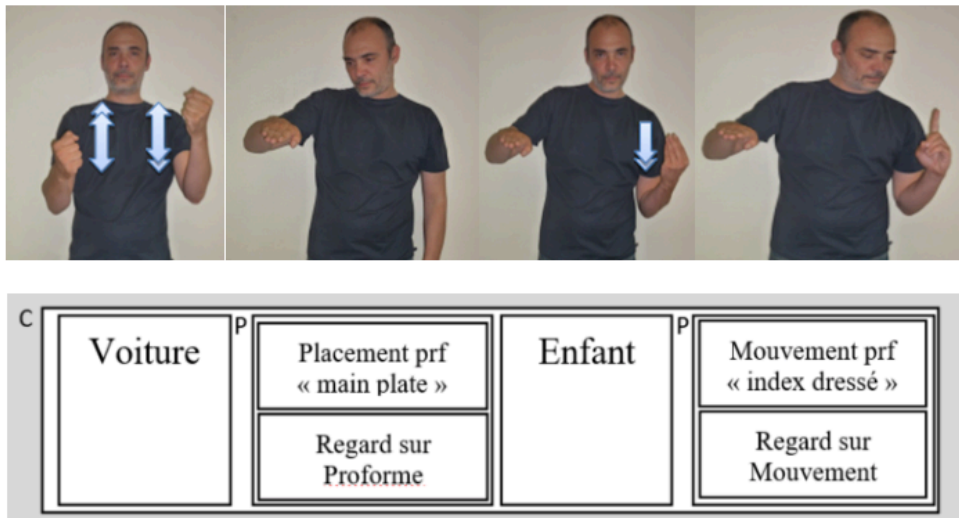 C
Voiture
P
Placement prf
« main plate »
Regard sur
Proforme
Enfant
P
Mouvement prf
« index dressé »
Regard sur
Mouvement